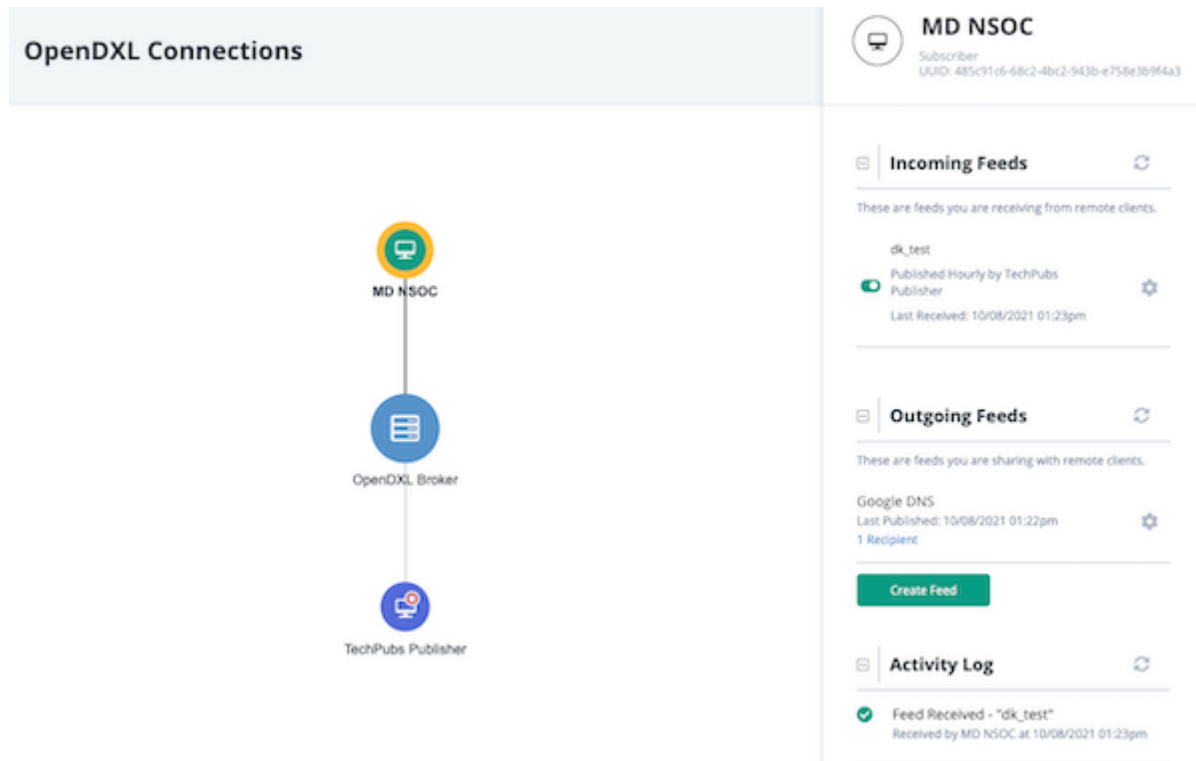 OpenDXL Connections
MD NSOC
OpenDXL Broker
TechPubs Publisher
MD NSOC
Subscriber
UUID: 485c91c6-68c2-4bc2-943b-e758e3b9f4a3
Incoming Feeds
These are feeds you are receiving from remote clients.
dk_test
Published Hourly by TechPubs
Publisher
Last Received: 10/08/2021 01:23pm
Outgoing Feeds
These are feeds you are sharing with remote clients.
Google DNS
Last Published: 10/08/2021 01:22pm
1 Recipient
Create Feed
Activity Log
Feed Received - "dk_test"
Received by MD NSOC at 10/08/2021 01:23pm